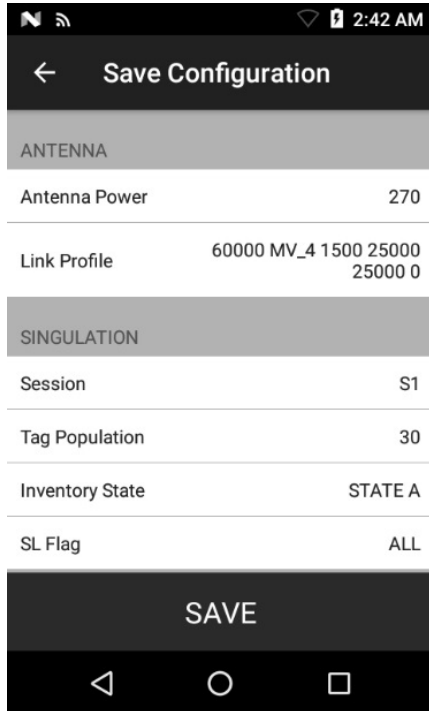 2:42 AM
Save Configuration
ANTENNA
Antenna Power 270
Link Profile 60000 MV_4 1500 25000
25000 0
SINGULATION
Session S1
Tag Population 30
Inventory State STATE A
SL Flag ALL
SAVE